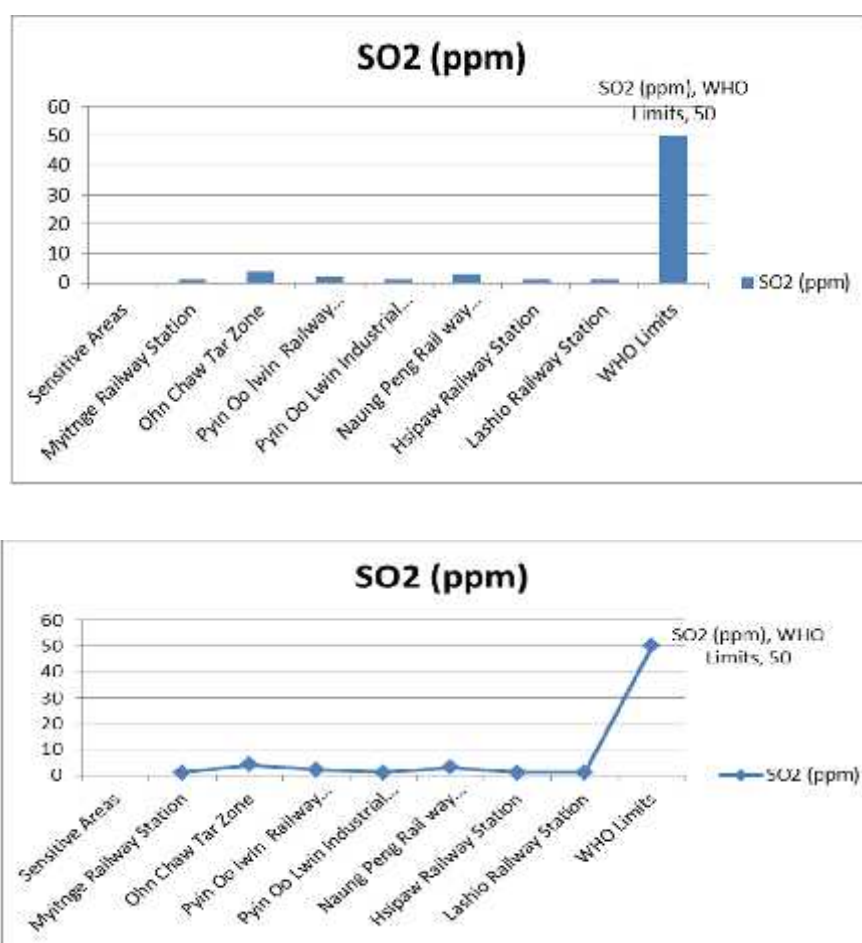 SO2 (ppm)
SO2 (ppm), WHO
Limits, 50
60
50
40
30
20
10
0
SO2 (ppm)
Sensitive Areas
Myitnge Railway Station
Ohn Chaw Tar Zone
Pyin Oo lwin Railway...
Pyin Oo Lwin Industrial...
Naung Peng Rail way...
Hsipaw Railway Station
Lashio Railway Station
WHO Limits
SO2 (ppm)
60
50
40
30
20
10
0
SO2 (ppm), WHO
Limits, 50
SO2 (ppm)
Sensitive Areas
Myitnge Railway Station
Ohn Chaw Tar Zone
Pyin Oo lwin Railway...
Pyin Oo Lwin Industrial...
Naung Peng Rail way...
Hsipaw Railway Station
Lashio Railway Station
WHO Limits